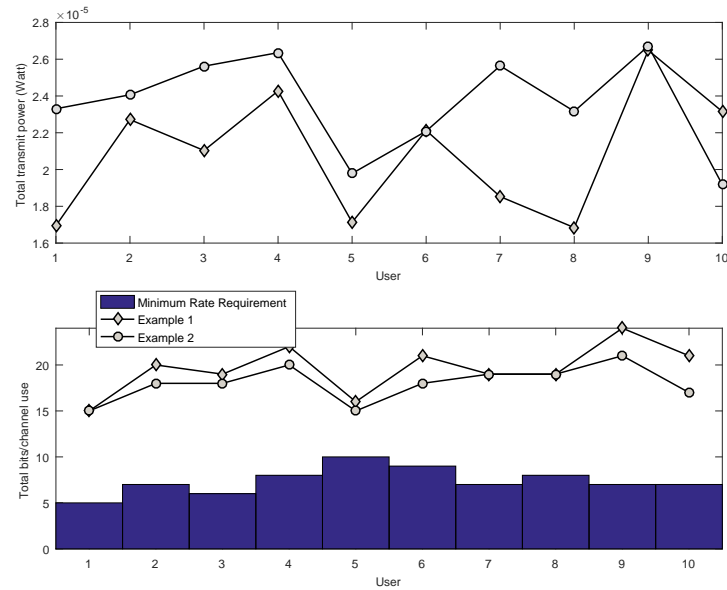 ×10⁻⁵
2.8
2.6
2.4
2.2
2
1.8
1.6
Total transmit power (Watt)
1 2 3 4 5 6 7 8 9 10
User
Minimum Rate Requirement
Example 1
Example 2
20
15
10
5
0
Total bits/channel use
1 2 3 4 5 6 7 8 9 10
User